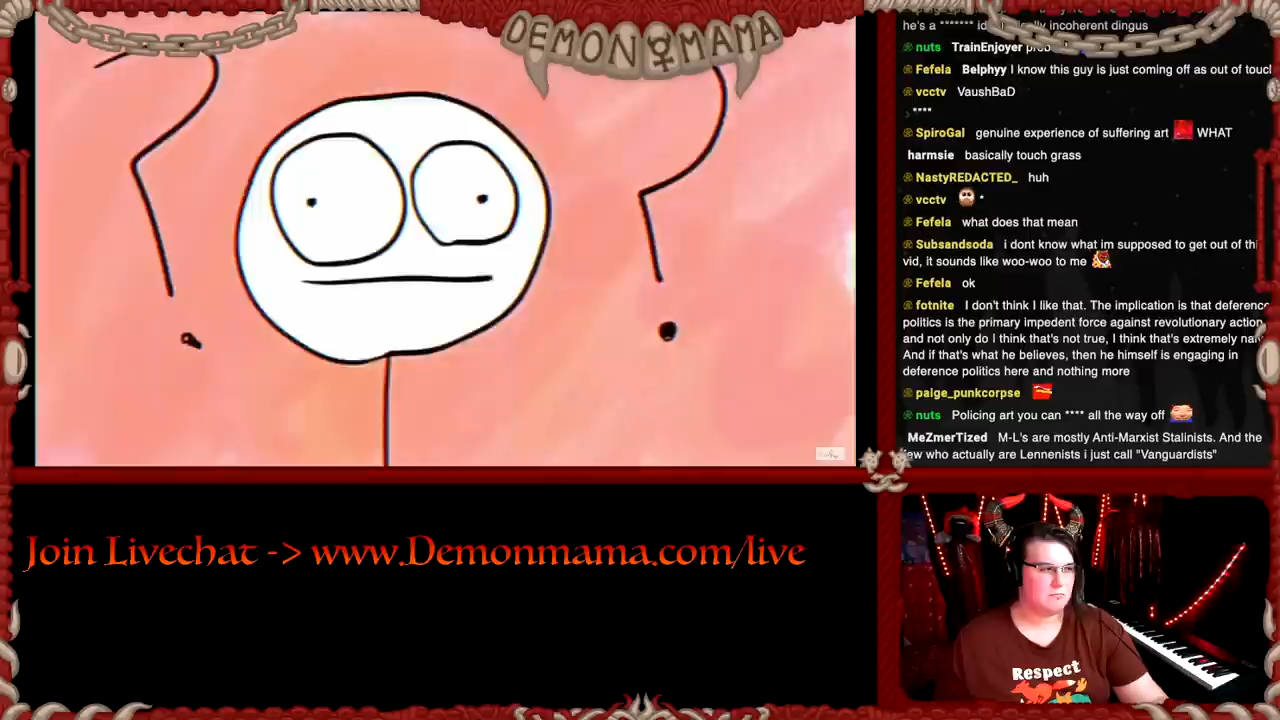 DEMON MAMA
he's a ******* id
ically incoherent dingus
nuts TrainEnjoyer
Fefela Belphyy I know this guy is just coming off as out of touc
vcctv VaushBaD
****
SpiroGal genuine experience of suffering art WHAT
harmsie basically touch grass
NastyREDACTED_ huh
vcctv *
Fefela what does that mean
Subsandsoda i dont know what im supposed to get out of thi
vid, it sounds like woo-woo to me
Fefela ok
fotnite I don't think I like that. The implication is that deference
politics is the primary impedent force against revolutionary action
and not only do I think that's not true, I think that's extremely nai
And if that's what he believes, then he himself is engaging in
deference politics here and nothing more
paige_punkcorpse
nuts Policing art you can **** all the way off
MeZmerTized M-L's are mostly Anti-Marxist Stalinists. And the
few who actually are Lennenists i just call "Vanguardists"
Join Livechat -> www.Demonmama.com/live
Respect